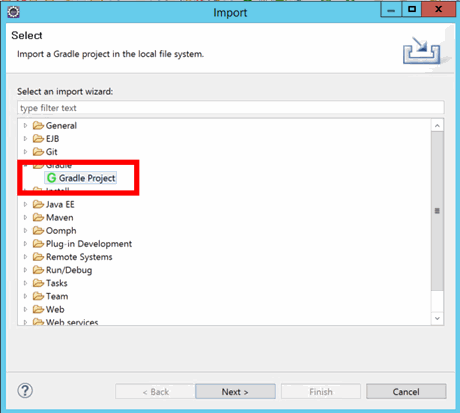 Import
Select
Import a Gradle project in the local file system.
Select an import wizard:
type filter text
General
EJB
Git
Gradle
G Gradle Project
Install
Java EE
Maven
Oomph
Plug-in Development
Remote Systems
Run/Debug
Tasks
Team
Web
Web services
? < Back Next > Finish Cancel